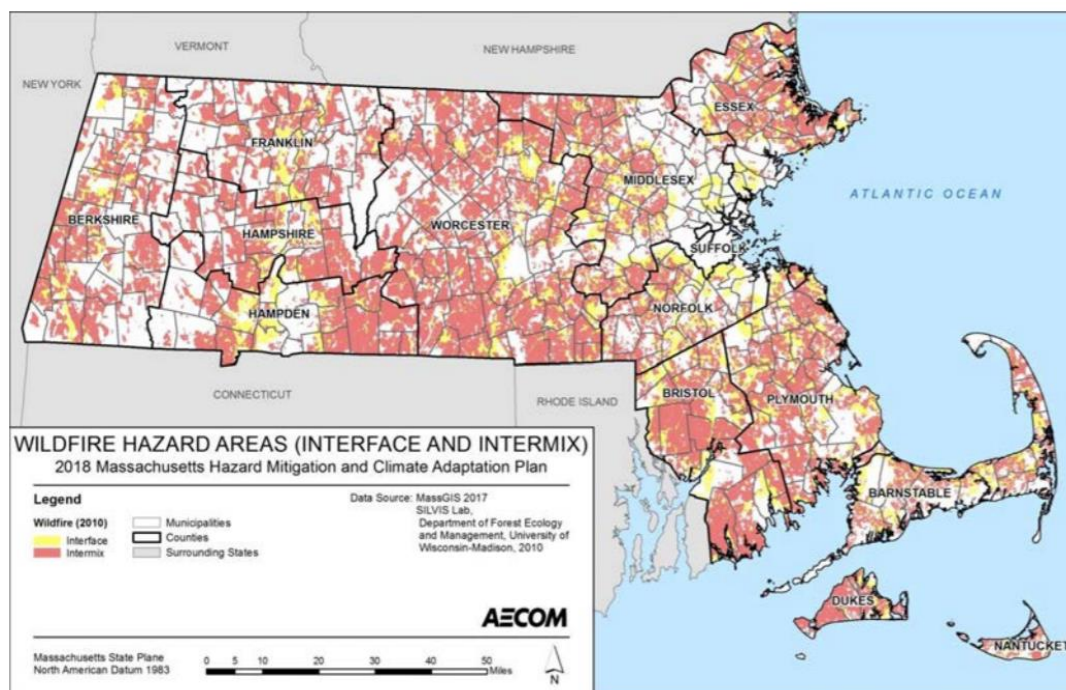 VERMONT
NEW HAMPSHIRE
NEW YORK
ESSEX
FRANKLIN
MIDDLESEX
ATLANTIC OCEAN
BERKSHIRE
WORCESTER
HAMPSHIRE
SUFFOLK
NORFOLK
HAMPDEN
CONNECTICUT
RHODE ISLAND
BRISTOL
PLYMOUTH
BARNSTABLE
DUKES
NANTUCKET
WILDFIRE HAZARD AREAS (INTERFACE AND INTERMIX)
2018 Massachusetts Hazard Mitigation and Climate Adaptation Plan
Legend
Wildfire (2010)
Interface
Intermix
Municipalities
Counties
Surrounding States
Data Source: MassGIS 2017
SILVIS Lab,
Department of Forest Ecology
and Management, University of
Wisconsin-Madison, 2010
AECOM
Massachusetts State Plane
North American Datum 1983
0 5 10 20 30 40 50
Miles
N